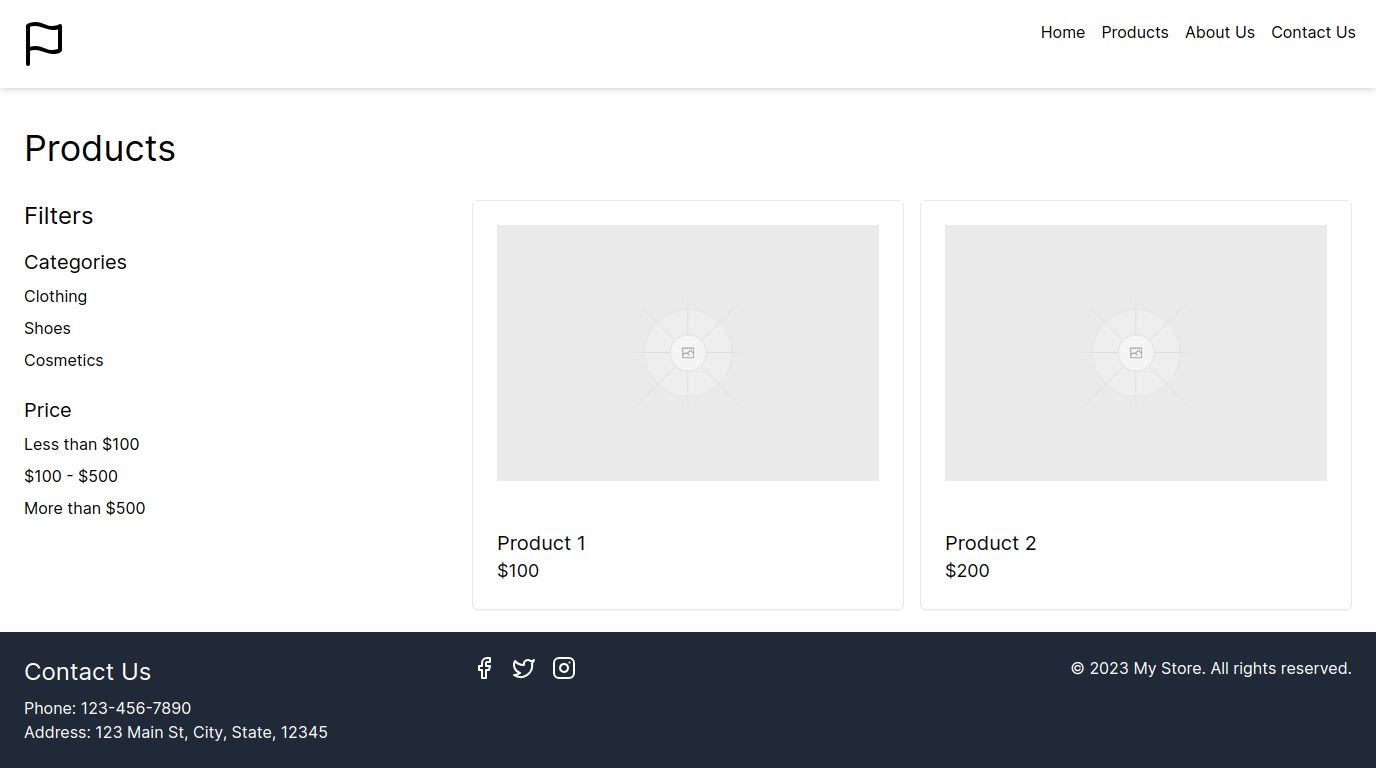 Home Products About Us Contact Us
Products
Filters
Categories
Clothing
Shoes
Cosmetics
Price
Less than $100
$100 - $500
More than $500
Product 1
$100
Product 2
$200
Contact Us
Phone: 123-456-7890
Address: 123 Main St, City, State, 12345
© 2023 My Store. All rights reserved.